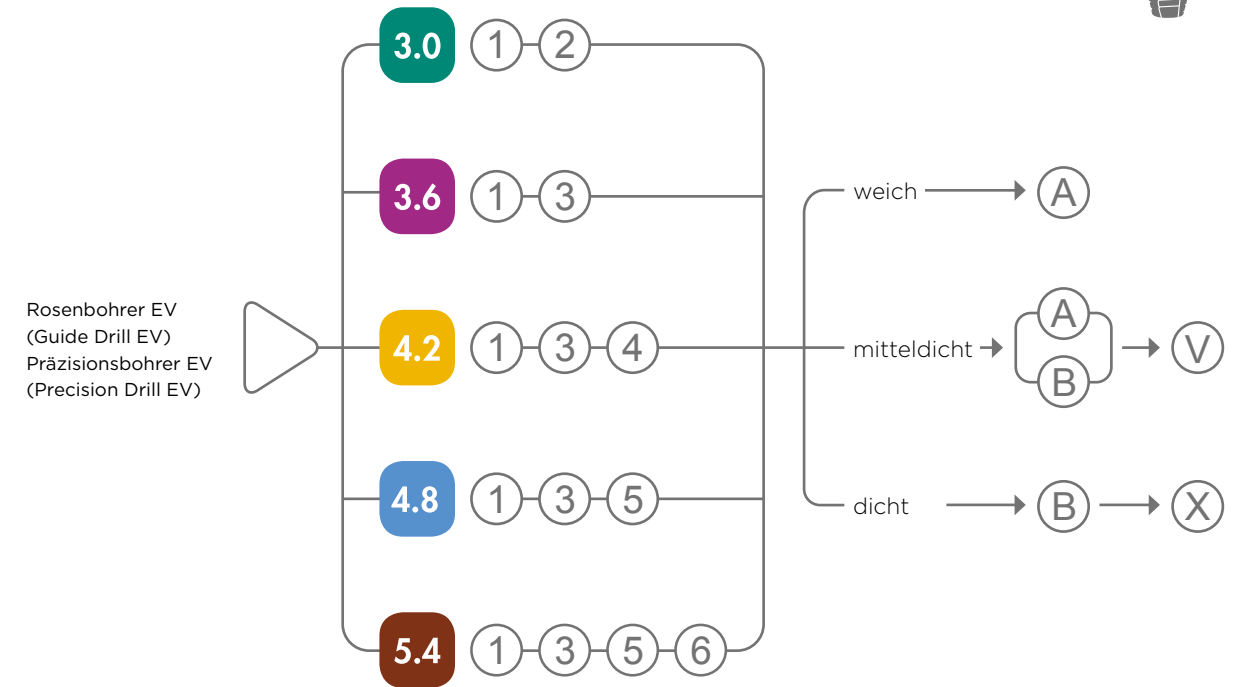 3.0 1 2
3.6 1 3
weich A
Rosenbohrer EV
(Guide Drill EV)
Präzisionsbohrer EV
(Precision Drill EV)
4.2 1 3 4
mitteldicht A B V
4.8 1 3 5
dicht B X
5.4 1 3 5 6